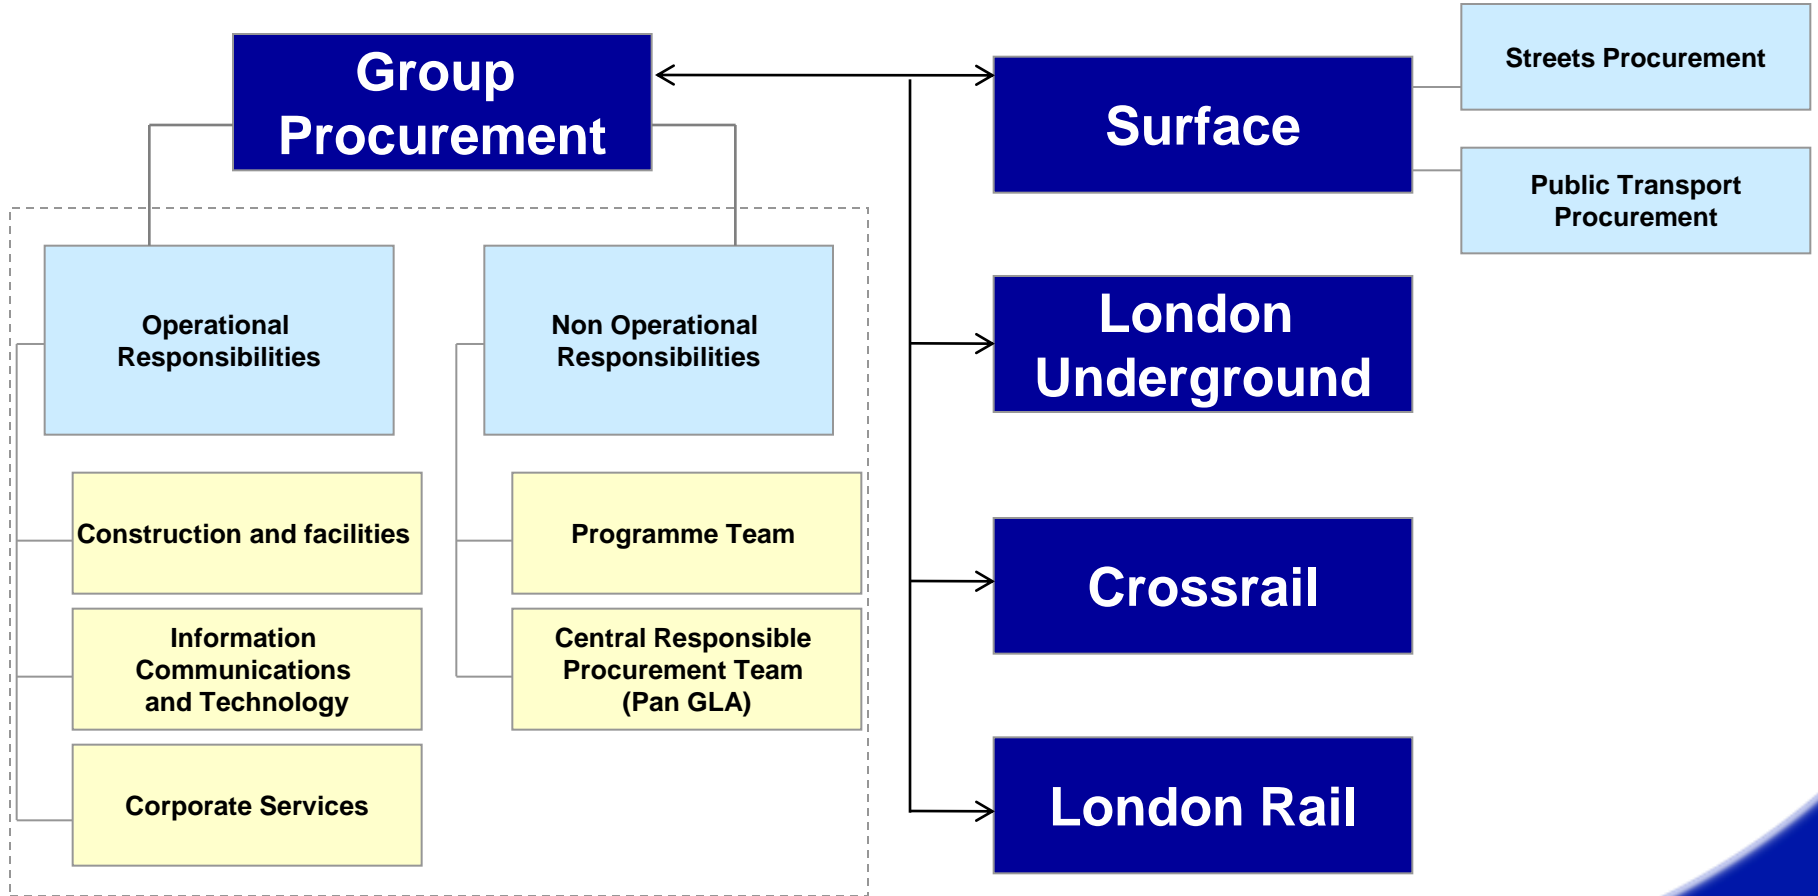 Group
Procurement
Operational
Responsibilities
Construction and facilities
Information
Communications
and Technology
Corporate Services
Non Operational
Responsibilities
Programme Team
Central Responsible
Procurement Team
(Pan GLA)
Surface
Streets Procurement
Public Transport
Procurement
London
Underground
Crossrail
London Rail